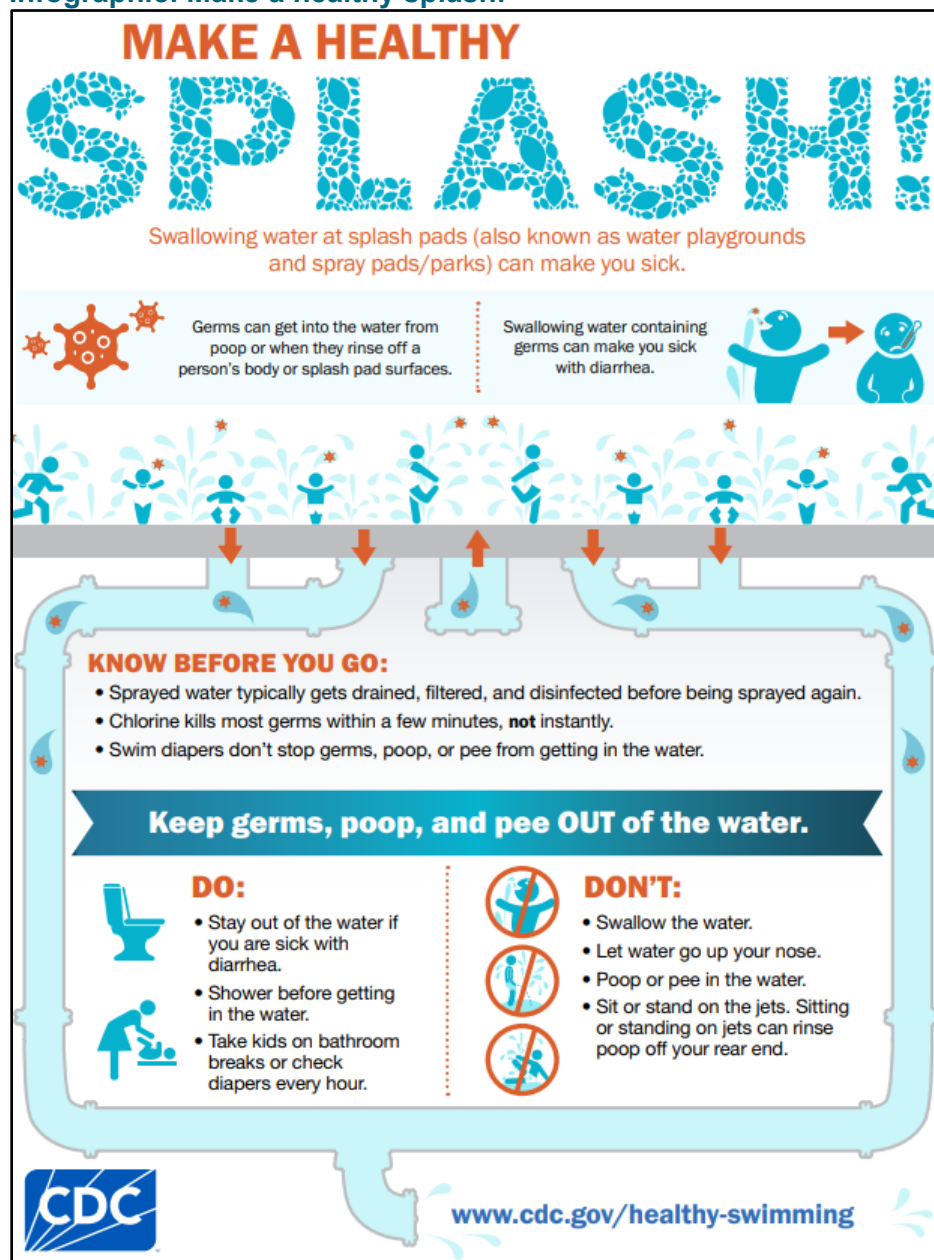 Infographic: Make a healthy splash!
MAKE A HEALTHY
SPLASH!
Swallowing water at splash pads (also known as water playgrounds
and spray pads/parks) can make you sick.
Germs can get into the water from
poop or when they rinse off a
person's body or splash pad surfaces.
Swallowing water containing
germs can make you sick
with diarrhea.
KNOW BEFORE YOU GO:
• Sprayed water typically gets drained, filtered, and disinfected before being sprayed again.
• Chlorine kills most germs within a few minutes, not instantly.
• Swim diapers don't stop germs, poop, or pee from getting in the water.
Keep germs, poop, and pee OUT of the water.
DO:
• Stay out of the water if
you are sick with
diarrhea.
• Shower before getting
in the water.
• Take kids on bathroom
breaks or check
diapers every hour.
DON'T:
• Swallow the water.
• Let water go up your nose.
• Poop or pee in the water.
• Sit or stand on the jets. Sitting
or standing on jets can rinse
poop off your rear end.
CDC
www.cdc.gov/healthy-swimming